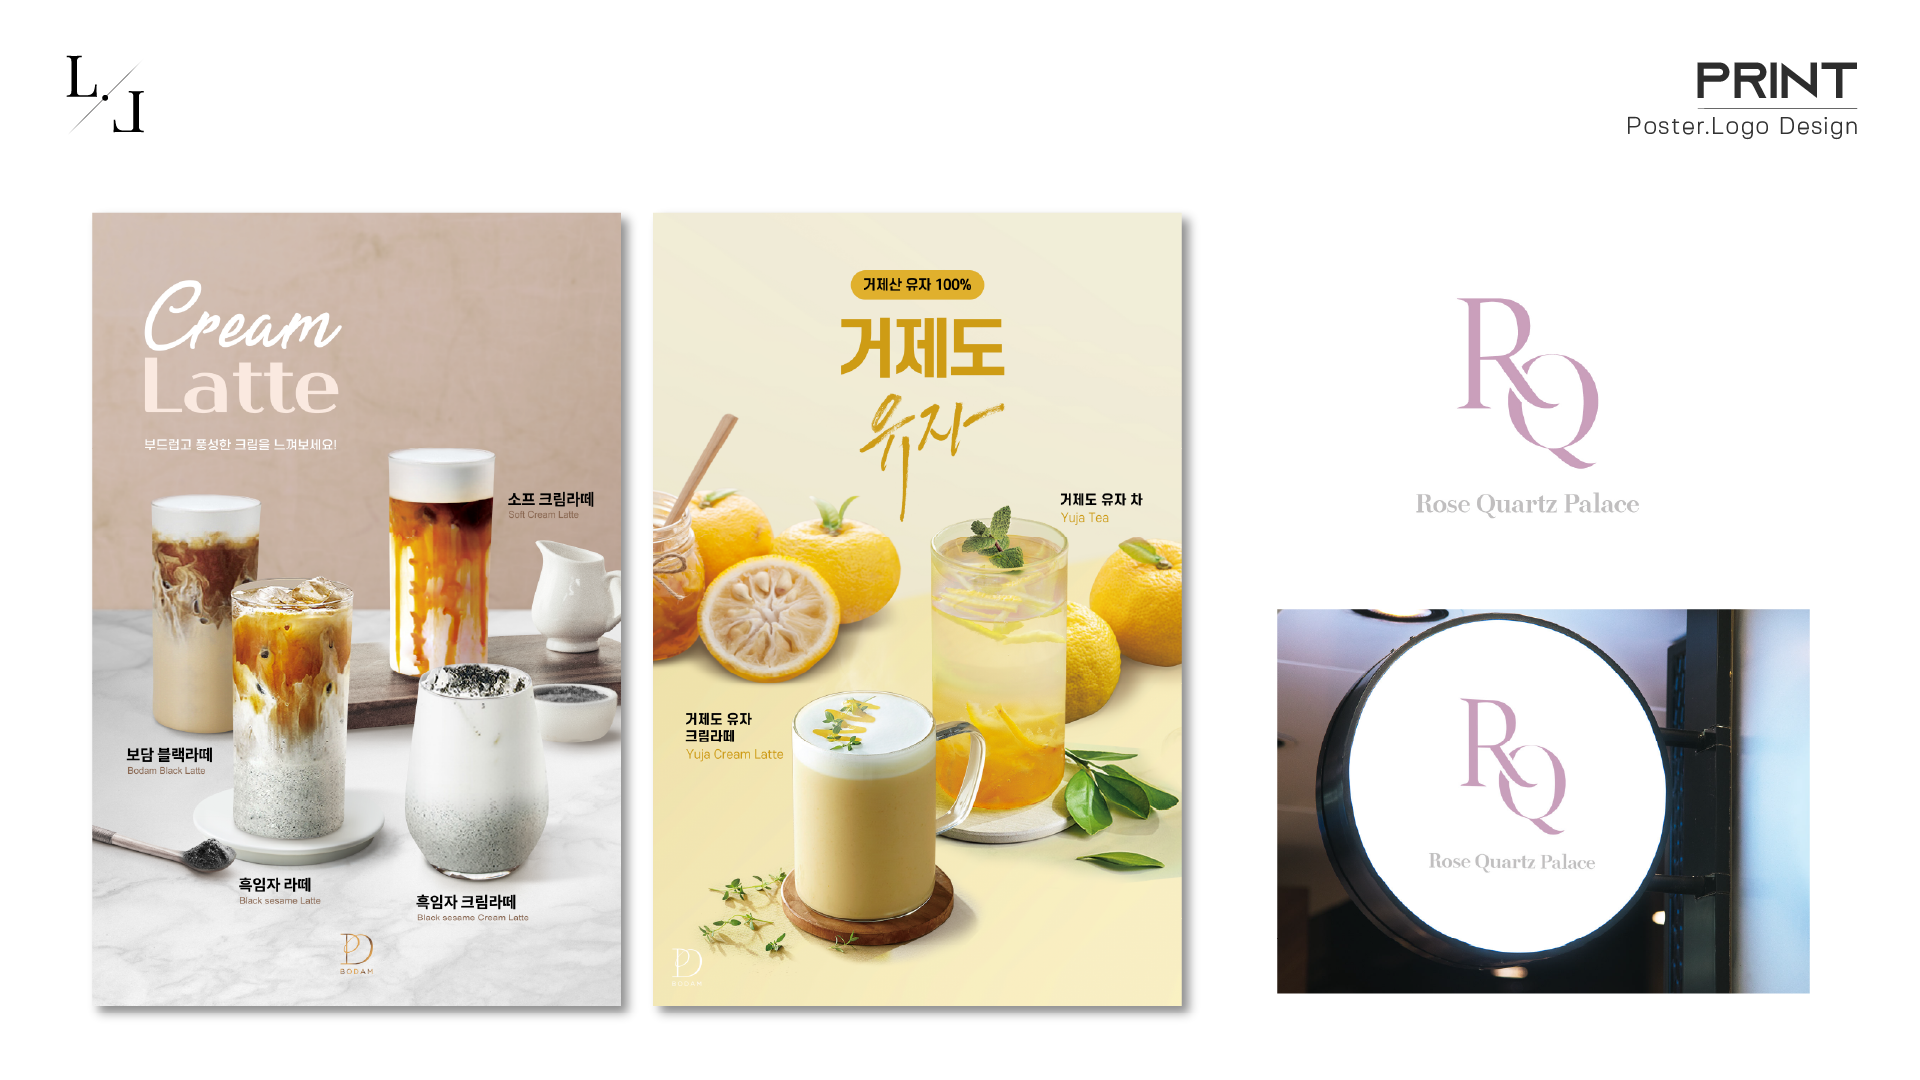 L.
L
PRINT
Poster.Logo Design
Cream
Latte
부드럽고 풍성한 크림을 느껴보세요!
소프 크림라떼
Soft Cream Latte
보담 블랙라떼
Bodam Black Latte
흑임자 라떼
Black sesame Latte
흑임자 크림라떼
Black sesame Cream Latte
BODAM
거제산 유자 100%
거제도
유자
거제도 유자 차
Yuja Tea
거제도 유자
크림라떼
Yuja Cream Latte
BODAM
RQ
Rose Quartz Palace
RQ
Rose Quartz Palace